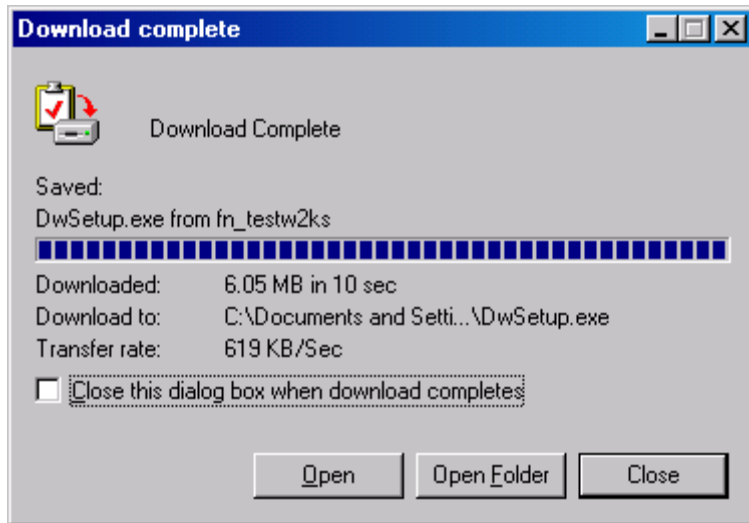 Download complete
Download Complete
Saved:
DwSetup.exe from fn_testw2ks
Downloaded: 6.05 MB in 10 sec
Download to: C:\Documents and Setti...\DwSetup.exe
Transfer rate: 619 KB/Sec
Close this dialog box when download completes
Open Open Folder Close